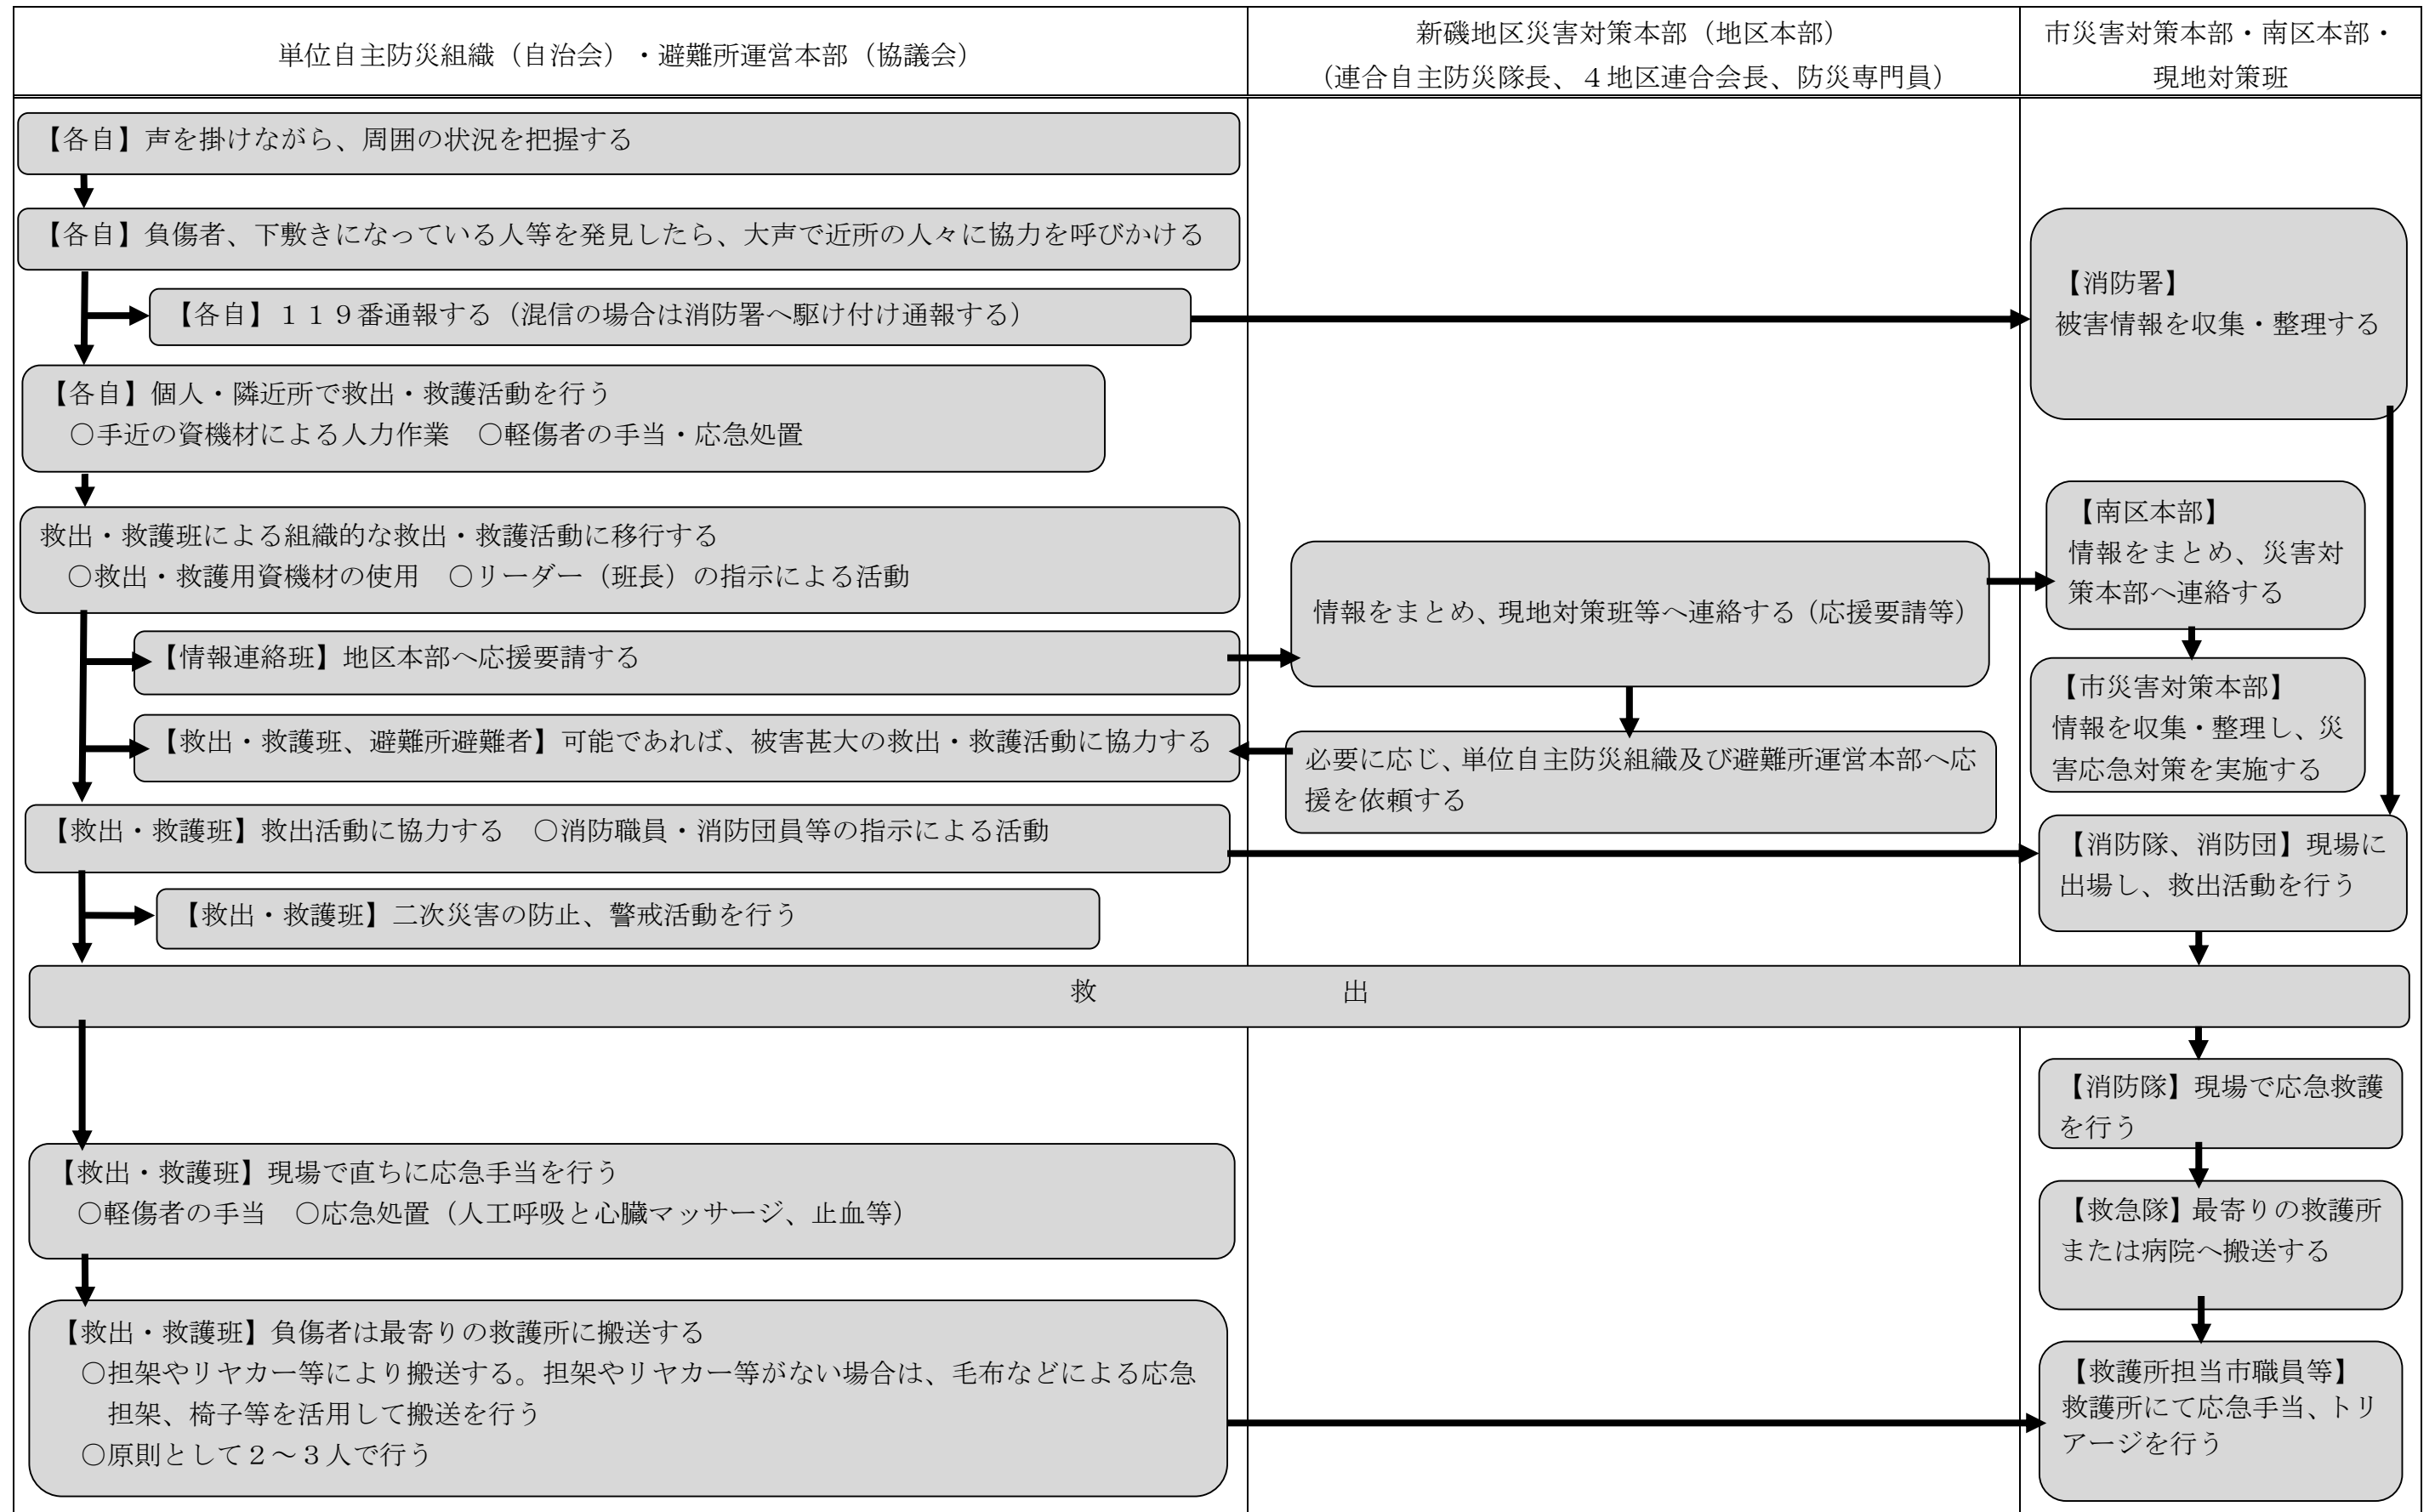 単位自主防災組織（自治会）・避難所運営本部（協議会）
新磯地区災害対策本部（地区本部）
（連合自主防災隊長、４地区連合会長、防災専門員）
市災害対策本部・南区本部・
現地対策班
【各自】声を掛けながら、周囲の状況を把握する
【各自】負傷者、下敷きになっている人等を発見したら、大声で近所の人々に協力を呼びかける
【各自】１１９番通報する（混信の場合は消防署へ駆け付け通報する）
【消防署】
被害情報を収集・整理する
【各自】個人・隣近所で救出・救護活動を行う
○手近の資機材による人力作業　○軽傷者の手当・応急処置
救出・救護班による組織的な救出・救護活動に移行する
○救出・救護用資機材の使用　○リーダー（班長）の指示による活動
【情報連絡班】地区本部へ応援要請する
情報をまとめ、現地対策班等へ連絡する（応援要請等）
【南区本部】
情報をまとめ、災害対
策本部へ連絡する
【市災害対策本部】
情報を収集・整理し、災
害応急対策を実施する
【救出・救護班、避難所避難者】可能であれば、被害甚大の救出・救護活動に協力する
必要に応じ、単位自主防災組織及び避難所運営本部へ応
援を依頼する
【救出・救護班】救出活動に協力する　○消防職員・消防団員等の指示による活動
【消防隊、消防団】現場に
出場し、救出活動を行う
【救出・救護班】二次災害の防止、警戒活動を行う
救　　　　　　　　　出
【消防隊】現場で応急救護
を行う
【救出・救護班】現場で直ちに応急手当を行う
○軽傷者の手当　○応急処置（人工呼吸と心臓マッサージ、止血等）
【救急隊】最寄りの救護所
または病院へ搬送する
【救出・救護班】負傷者は最寄りの救護所に搬送する
○担架やリヤカー等により搬送する。担架やリヤカー等がない場合は、毛布などによる応急
担架、椅子等を活用して搬送を行う
○原則として２～３人で行う
【救護所担当市職員等】
救護所にて応急手当、トリ
アージを行う